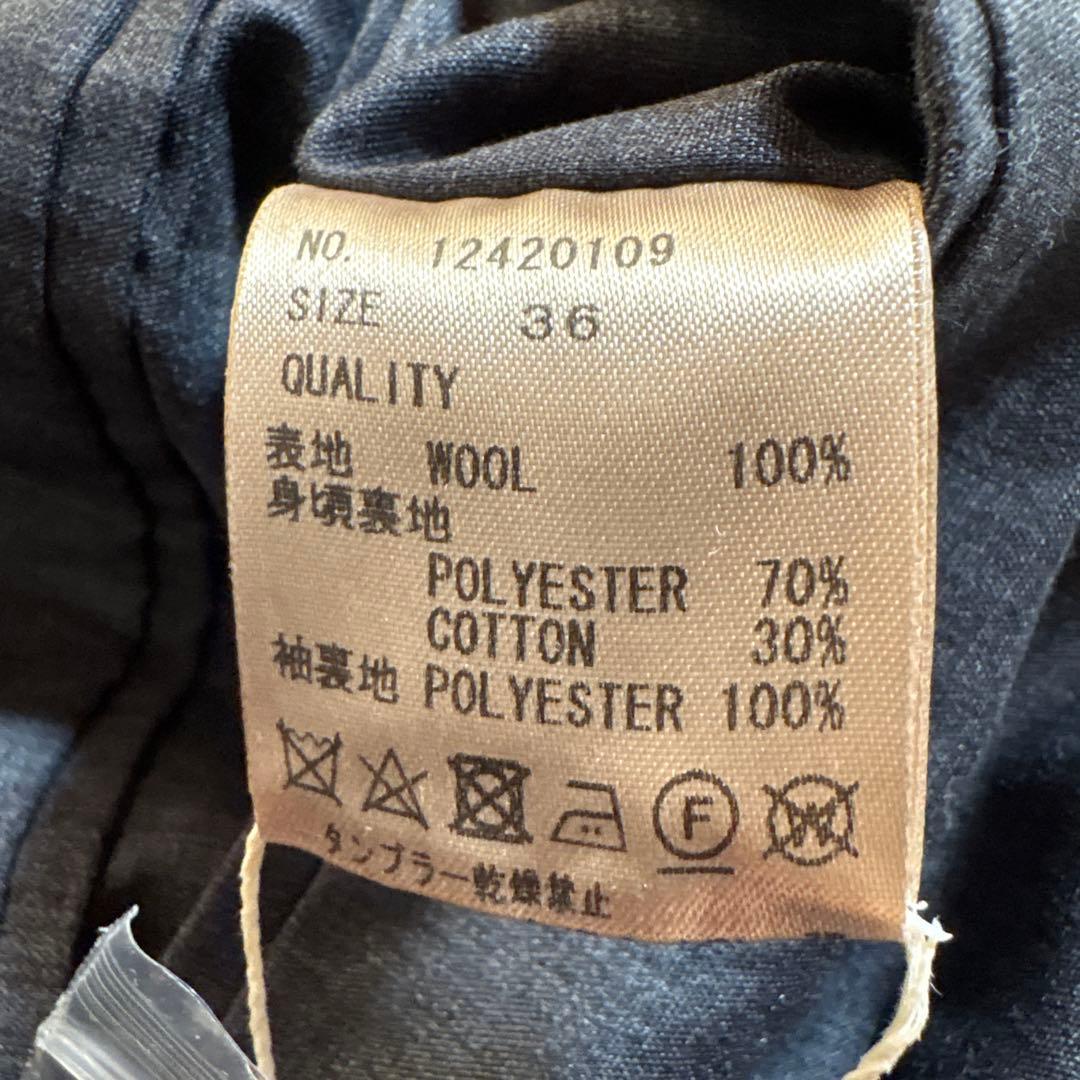 NO. 12420109
SIZE 36
QUALITY
表地 WOOL 100%
身頃裏地
POLYESTER 70%
COTTON 30%
袖裏地 POLYESTER 100%
F W
タンブラー乾燥禁止